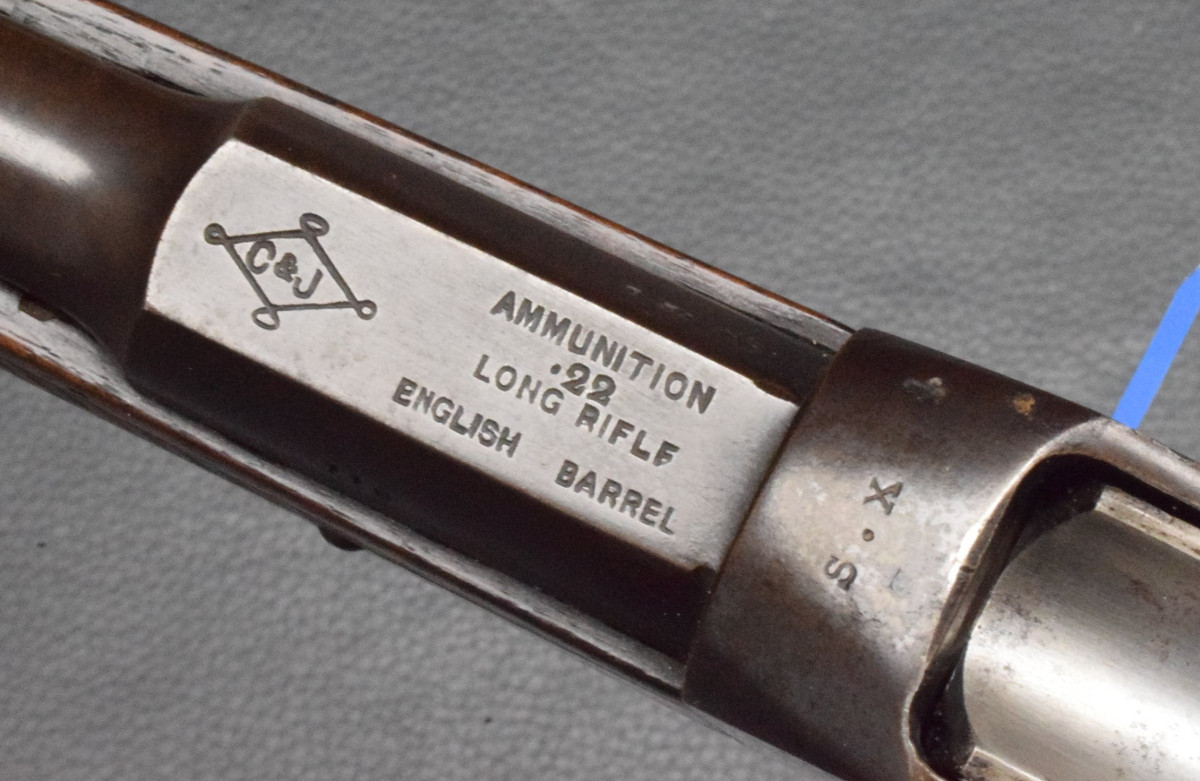 C&J
AMMUNITION
.22
LONG RIFLE
ENGLISH BARREL
X.S